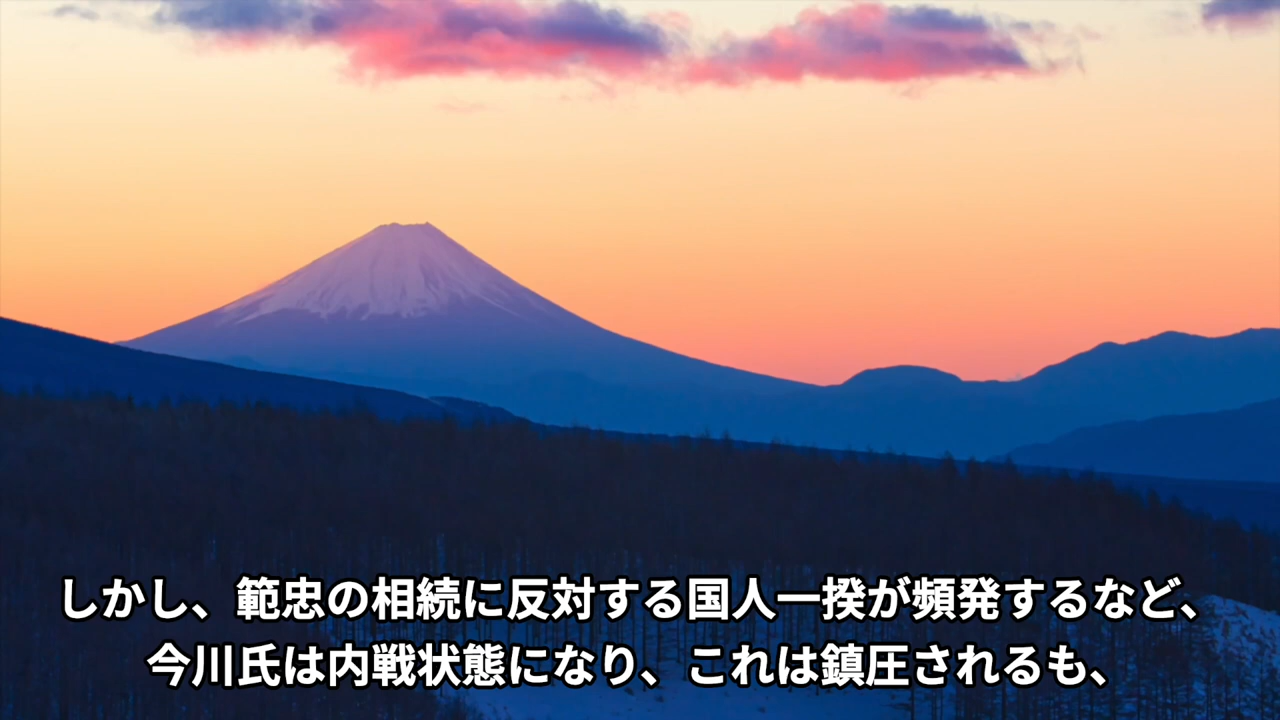 しかし、範忠の相続に反対する国人一揆が頻発するなど、
今川氏は内戦状態になり、これは鎮圧されるも、